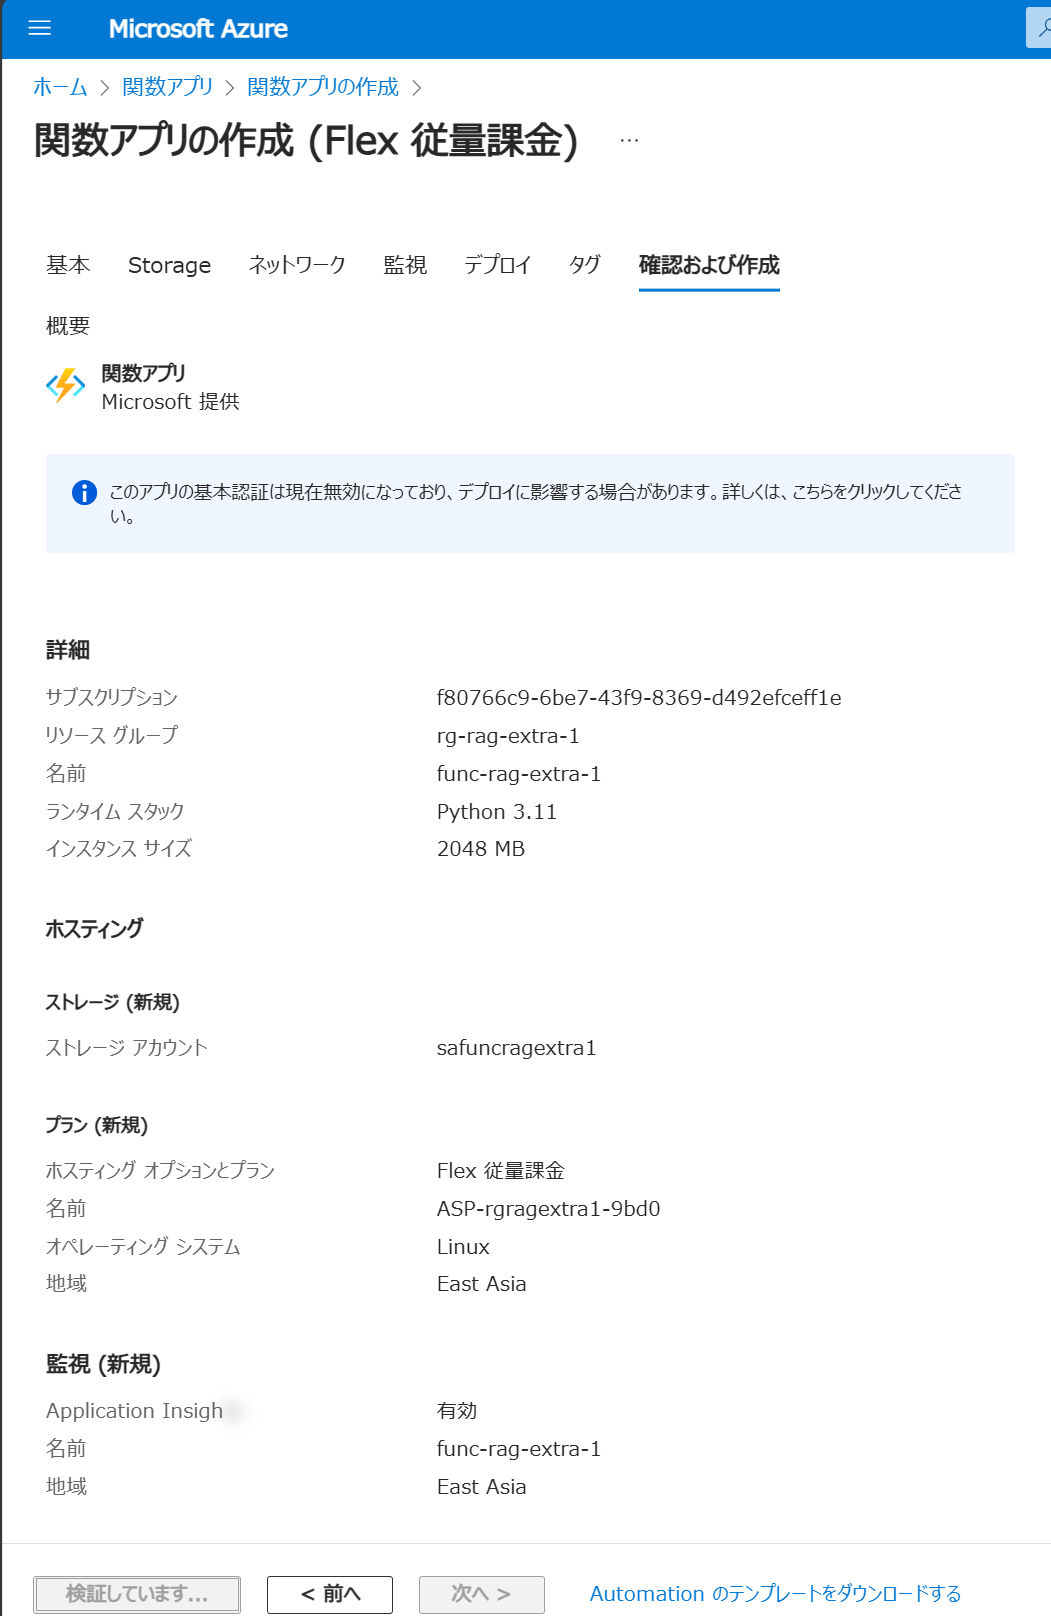 Microsoft Azure
ホーム > 関数アプリ > 関数アプリの作成 >
関数アプリの作成 (Flex 従量課金) ...
基本 Storage ネットワーク 監視 デプロイ タグ 確認および作成
概要
関数アプリ
Microsoft 提供
このアプリの基本認証は現在無効になっており、デプロイに影響する場合があります。詳しくは、こちらをクリックしてくださ
い。
詳細
サブスクリプション f80766c9-6be7-43f9-8369-d492efceff1e
リソース グループ rg-rag-extra-1
名前 func-rag-extra-1
ランタイム スタック Python 3.11
インスタンス サイズ 2048 MB
ホスティング
ストレージ (新規)
ストレージ アカウント safuncragextra1
プラン (新規)
ホスティング オプションとプラン Flex 従量課金
名前 ASP-rgragextra1-9bd0
オペレーティング システム Linux
地域 East Asia
監視 (新規)
Application Insigh 有効
名前 func-rag-extra-1
地域 East Asia
検証しています... < 前へ 次へ > Automation のテンプレートをダウンロードする